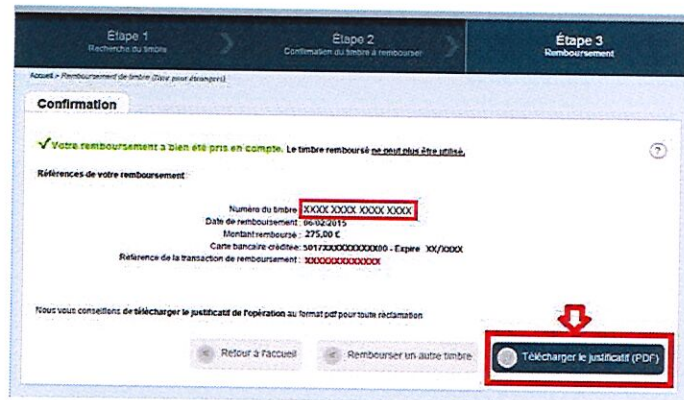 Étape 1
Recherche du timbre
Étape 2
Confirmation du timbre à rembourser
Étape 3
Remboursement
Accueil > Remboursement de timbre (Taxe pour étrangers)
Confirmation
✓ Votre remboursement a bien été pris en compte. Le timbre remboursé ne peut plus être utilisé.
?
Références de votre remboursement
Numéro du timbre : XXXX XXXX XXXX XXXX
Date de remboursement : 06/02/2015
Montant remboursé : 275,00 €
Carte bancaire créditée : 5017XXXXXXXXXX00 - Expire XX/XXXX
Référence de la transaction de remboursement : XXXXXXXXXXXXX
Nous vous conseillons de télécharger le justificatif de l'opération au format pdf pour toute réclamation
Retour à l'accueil
Rembourser un autre timbre
Télécharger le justificatif (PDF)